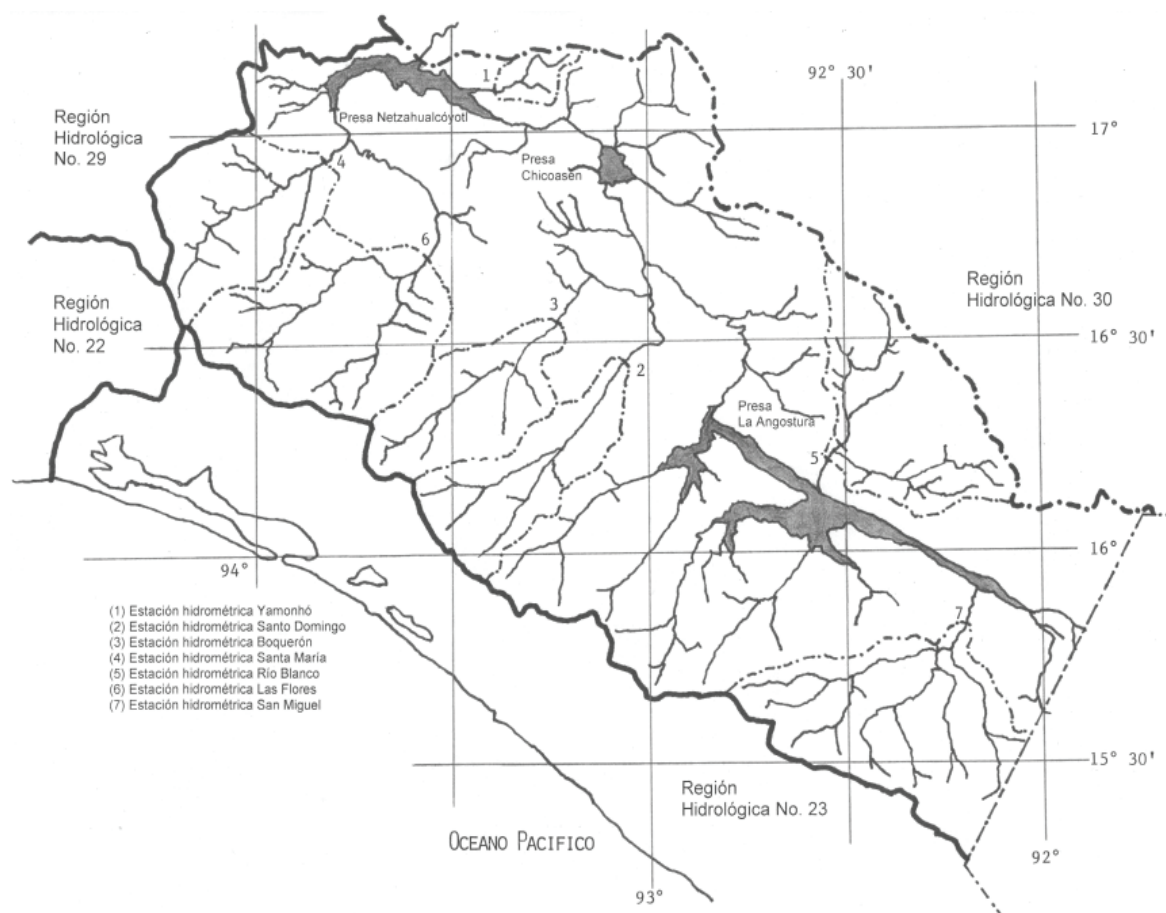 92° 30'
1
Región
Hidrológica
No. 29
Presa Netzahualcóyotl
17°
4
Presa
Chicoasén
6
Región
Hidrológica No. 30
Región
Hidrológica
No. 22
3
16° 30'
2
Presa
La Angostura
5
16°
94°
(1) Estación hidrométrica Yamonhó
(2) Estación hidrométrica Santo Domingo
(3) Estación hidrométrica Boquerón
(4) Estación hidrométrica Santa María
(5) Estación hidrométrica Río Blanco
(6) Estación hidrométrica Las Flores
(7) Estación hidrométrica San Miguel
7
15° 30'
Región
Hidrológica No. 23
OCEANO PACIFICO
92°
93°